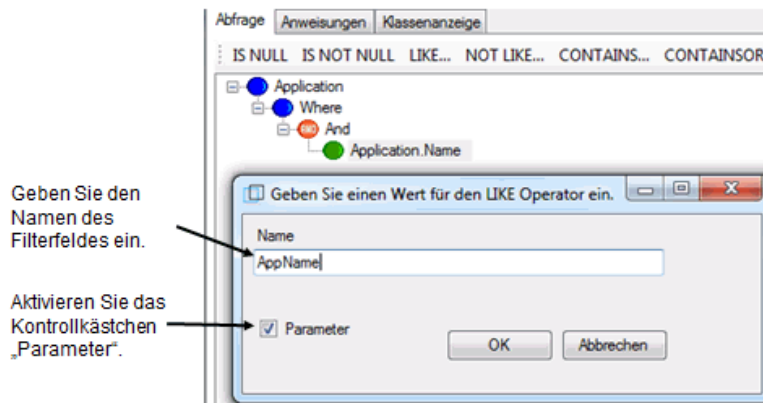 Abfrage Anweisungen Klassenanzeige
IS NULL IS NOT NULL LIKE... NOT LIKE... CONTAINS... CONTAINSOR
Application
Where
And
Application.Name
Geben Sie einen Wert für den LIKE Operator ein.
Geben Sie den
Namen des
Filterfeldes ein.
Name
AppName
Aktivieren Sie das
Kontrollkästchen
„Parameter“.
Parameter
OK Abbrechen